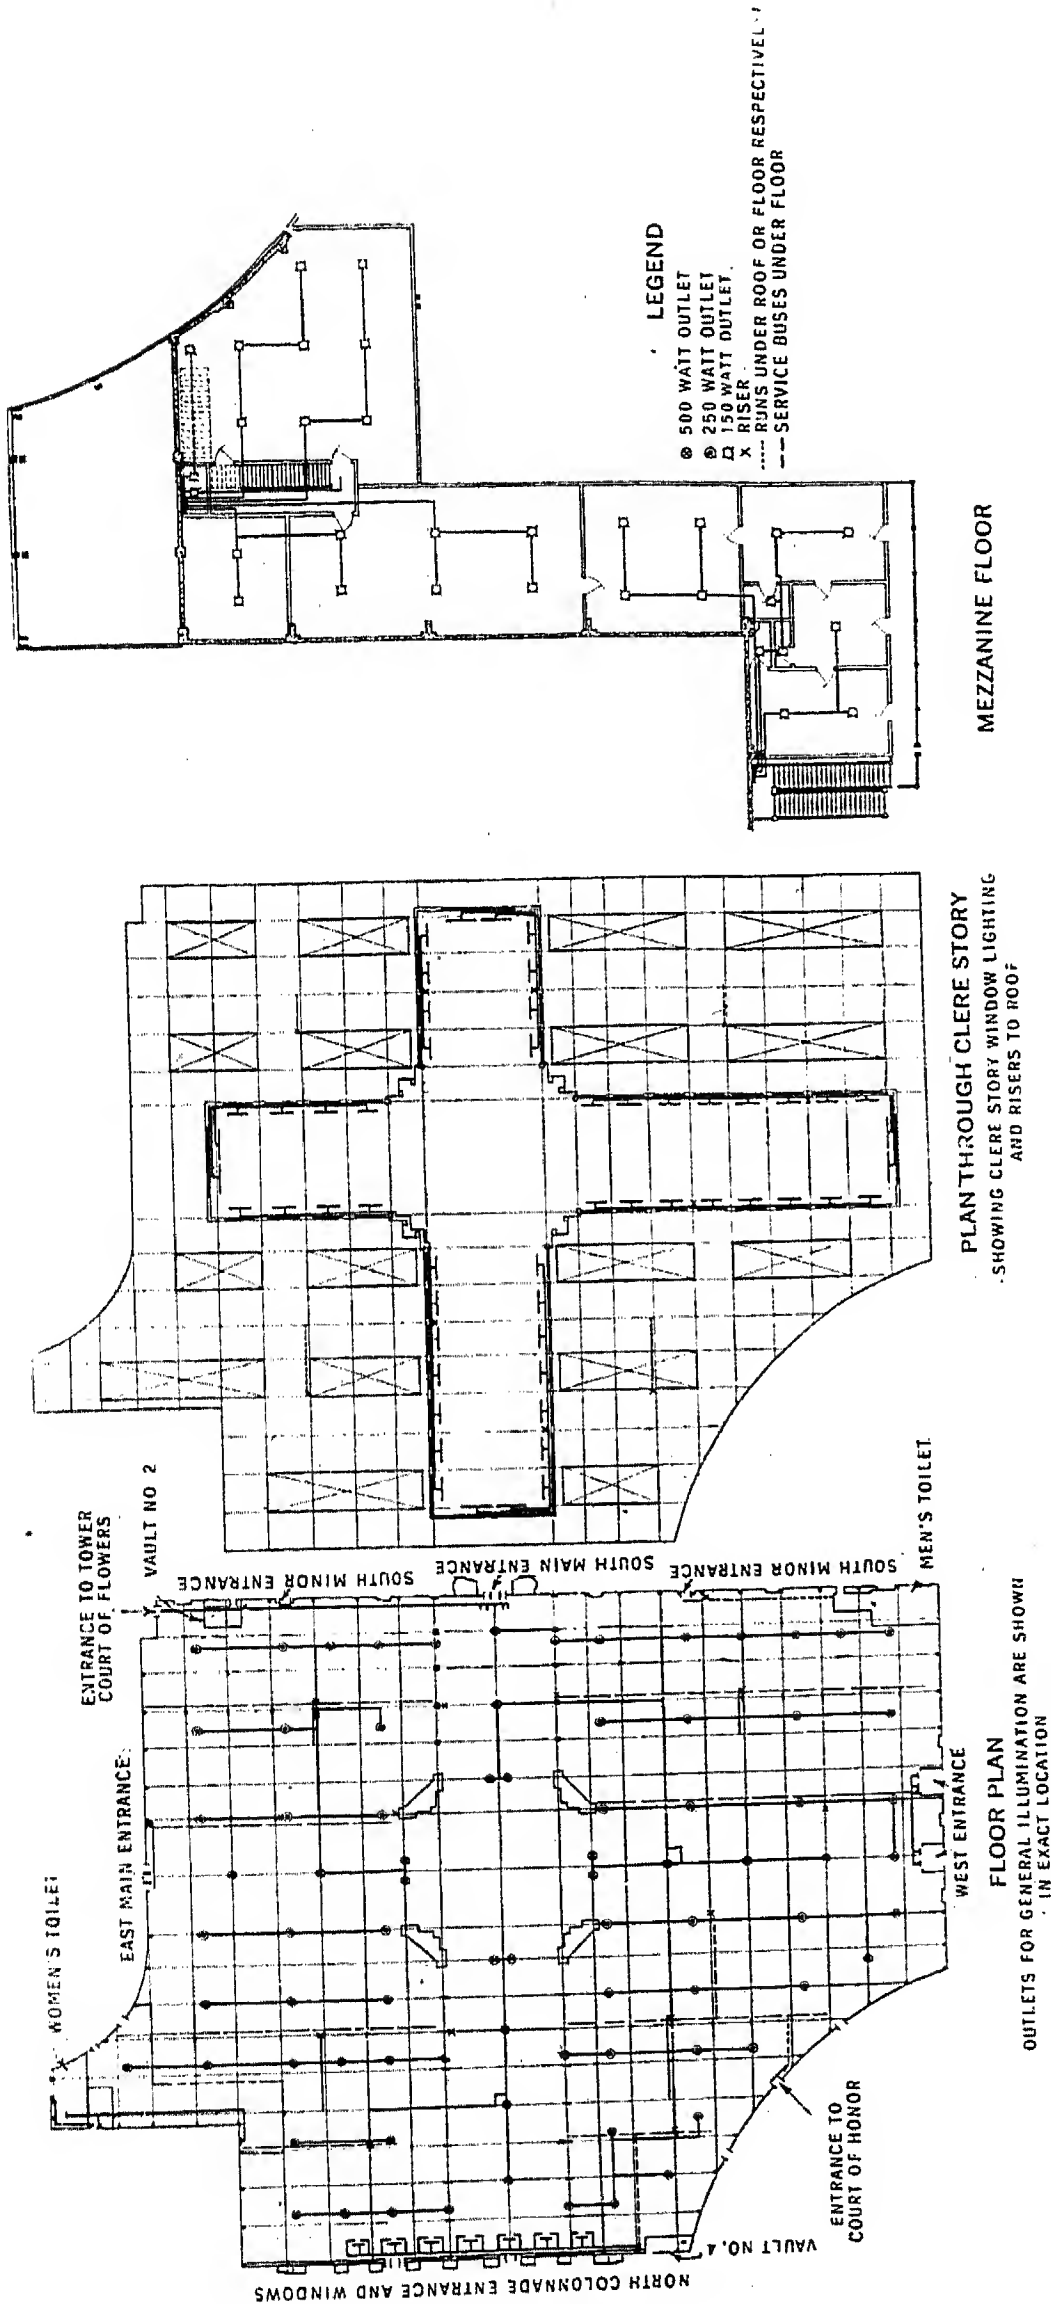 WOMEN'S TOILET
EAST MAIN ENTRANCE
ENTRANCE TO TOWER
COURT OF FLOWERS
VAULT NO 2
SOUTH MINOR ENTRANCE
SOUTH MAIN ENTRANCE
SOUTH MINOR ENTRANCE
MEN'S TOILET
NORTH COLONNADE ENTRANCE AND WINDOWS
VAULT NO. 4
ENTRANCE TO
COURT OF HONOR
WEST ENTRANCE
FLOOR PLAN
OUTLETS FOR GENERAL ILLUMINATION ARE SHOWN
IN EXACT LOCATION
PLAN THROUGH CLERE STORY
SHOWING CLERE STORY WINDOW LIGHTING
AND RISERS TO ROOF
LEGEND
500 WATT OUTLET
250 WATT OUTLET
150 WATT OUTLET
X RISER
---- RUNS UNDER ROOF OR FLOOR RESPECTIVEL
-- SERVICE BUSES UNDER FLOOR
MEZZANINE FLOOR